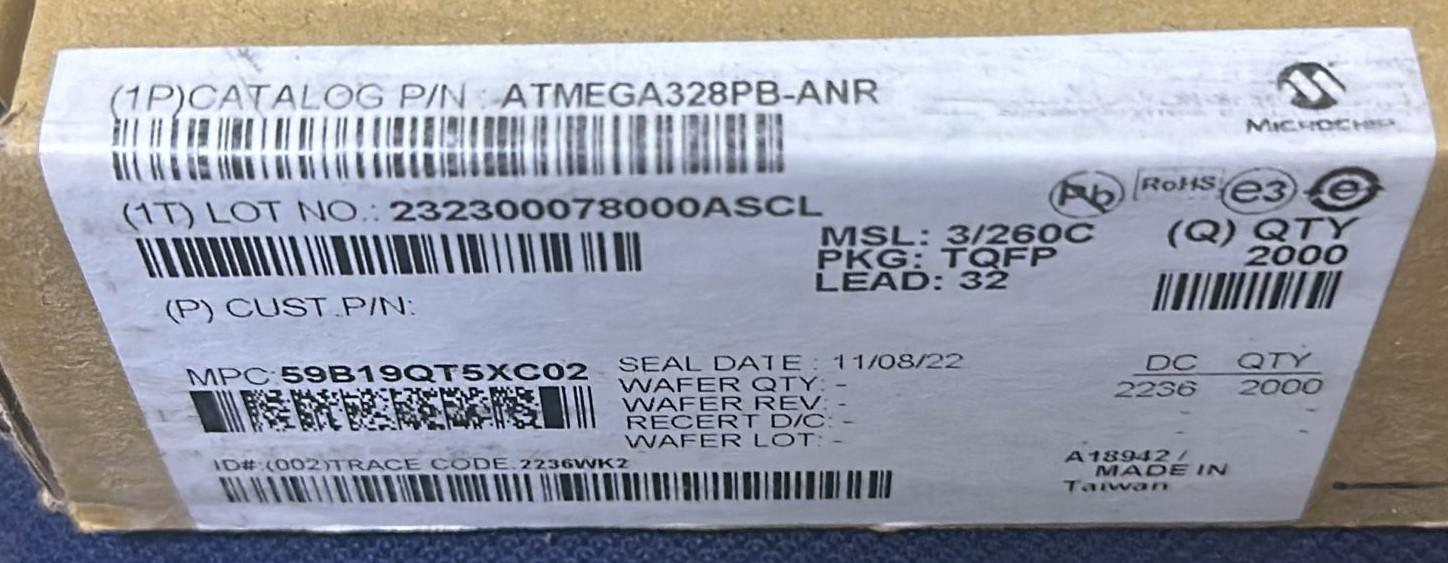 (1P)CATALOG P/N : ATMEGA328PB-ANR
MICROCHIP
(1T) LOT NO.: 232300078000ASCL
Pb RoHS e3 e
MSL: 3/260C
PKG: TQFP
LEAD: 32
(Q) QTY
2000
(P) CUST.P/N:
MPC:59B19QT5XC02
SEAL DATE : 11/08/22
WAFER QTY: -
WAFER REV: -
RECERT D/C: -
WAFER LOT: -
DC QTY
2236 2000
- -
ID#:(002)TRACE CODE.2236WK2
A18942 /
MADE IN
Taiwan